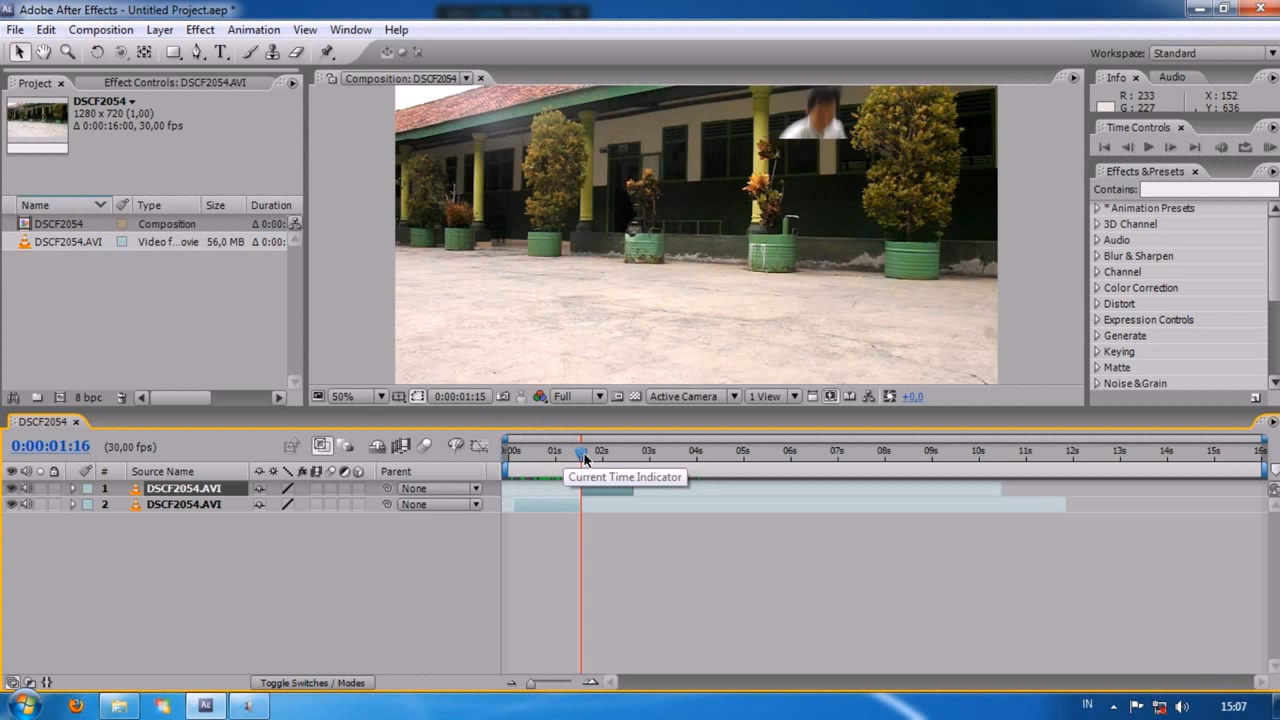 Adobe After Effects - Untitled Project.aep *
File Edit Composition Layer Effect Animation View Window Help
Workspace: Standard
Project Effect Controls: DSCF2054.AVI
DSCF2054
1280 x 720 (1,00)
Δ 0:00:16:00, 30,00 fps
Name Type Size Duration
DSCF2054 Composition Δ 0:00:
DSCF2054.AVI Video f...ovie 56,0 MB Δ 0:00:
8 bpc
Composition: DSCF2054
50% 0:00:01:15 Full Active Camera 1 View +0,0
Info Audio
R : 233 X : 152
G : 227 Y : 636
Time Controls
Effects & Presets
Contains:
* Animation Presets
3D Channel
Audio
Blur & Sharpen
Channel
Color Correction
Distort
Expression Controls
Generate
Keying
Matte
Noise & Grain
DSCF2054
0:00:01:16 (30,00 fps)
:00s 01s 02s 03s 04s 05s 06s 07s 08s 09s 10s 11s 12s 13s 14s 15s 16s
# Source Name fx Parent
1 DSCF2054.AVI None
2 DSCF2054.AVI None
Current Time Indicator
Toggle Switches / Modes
Ae IN 15:07